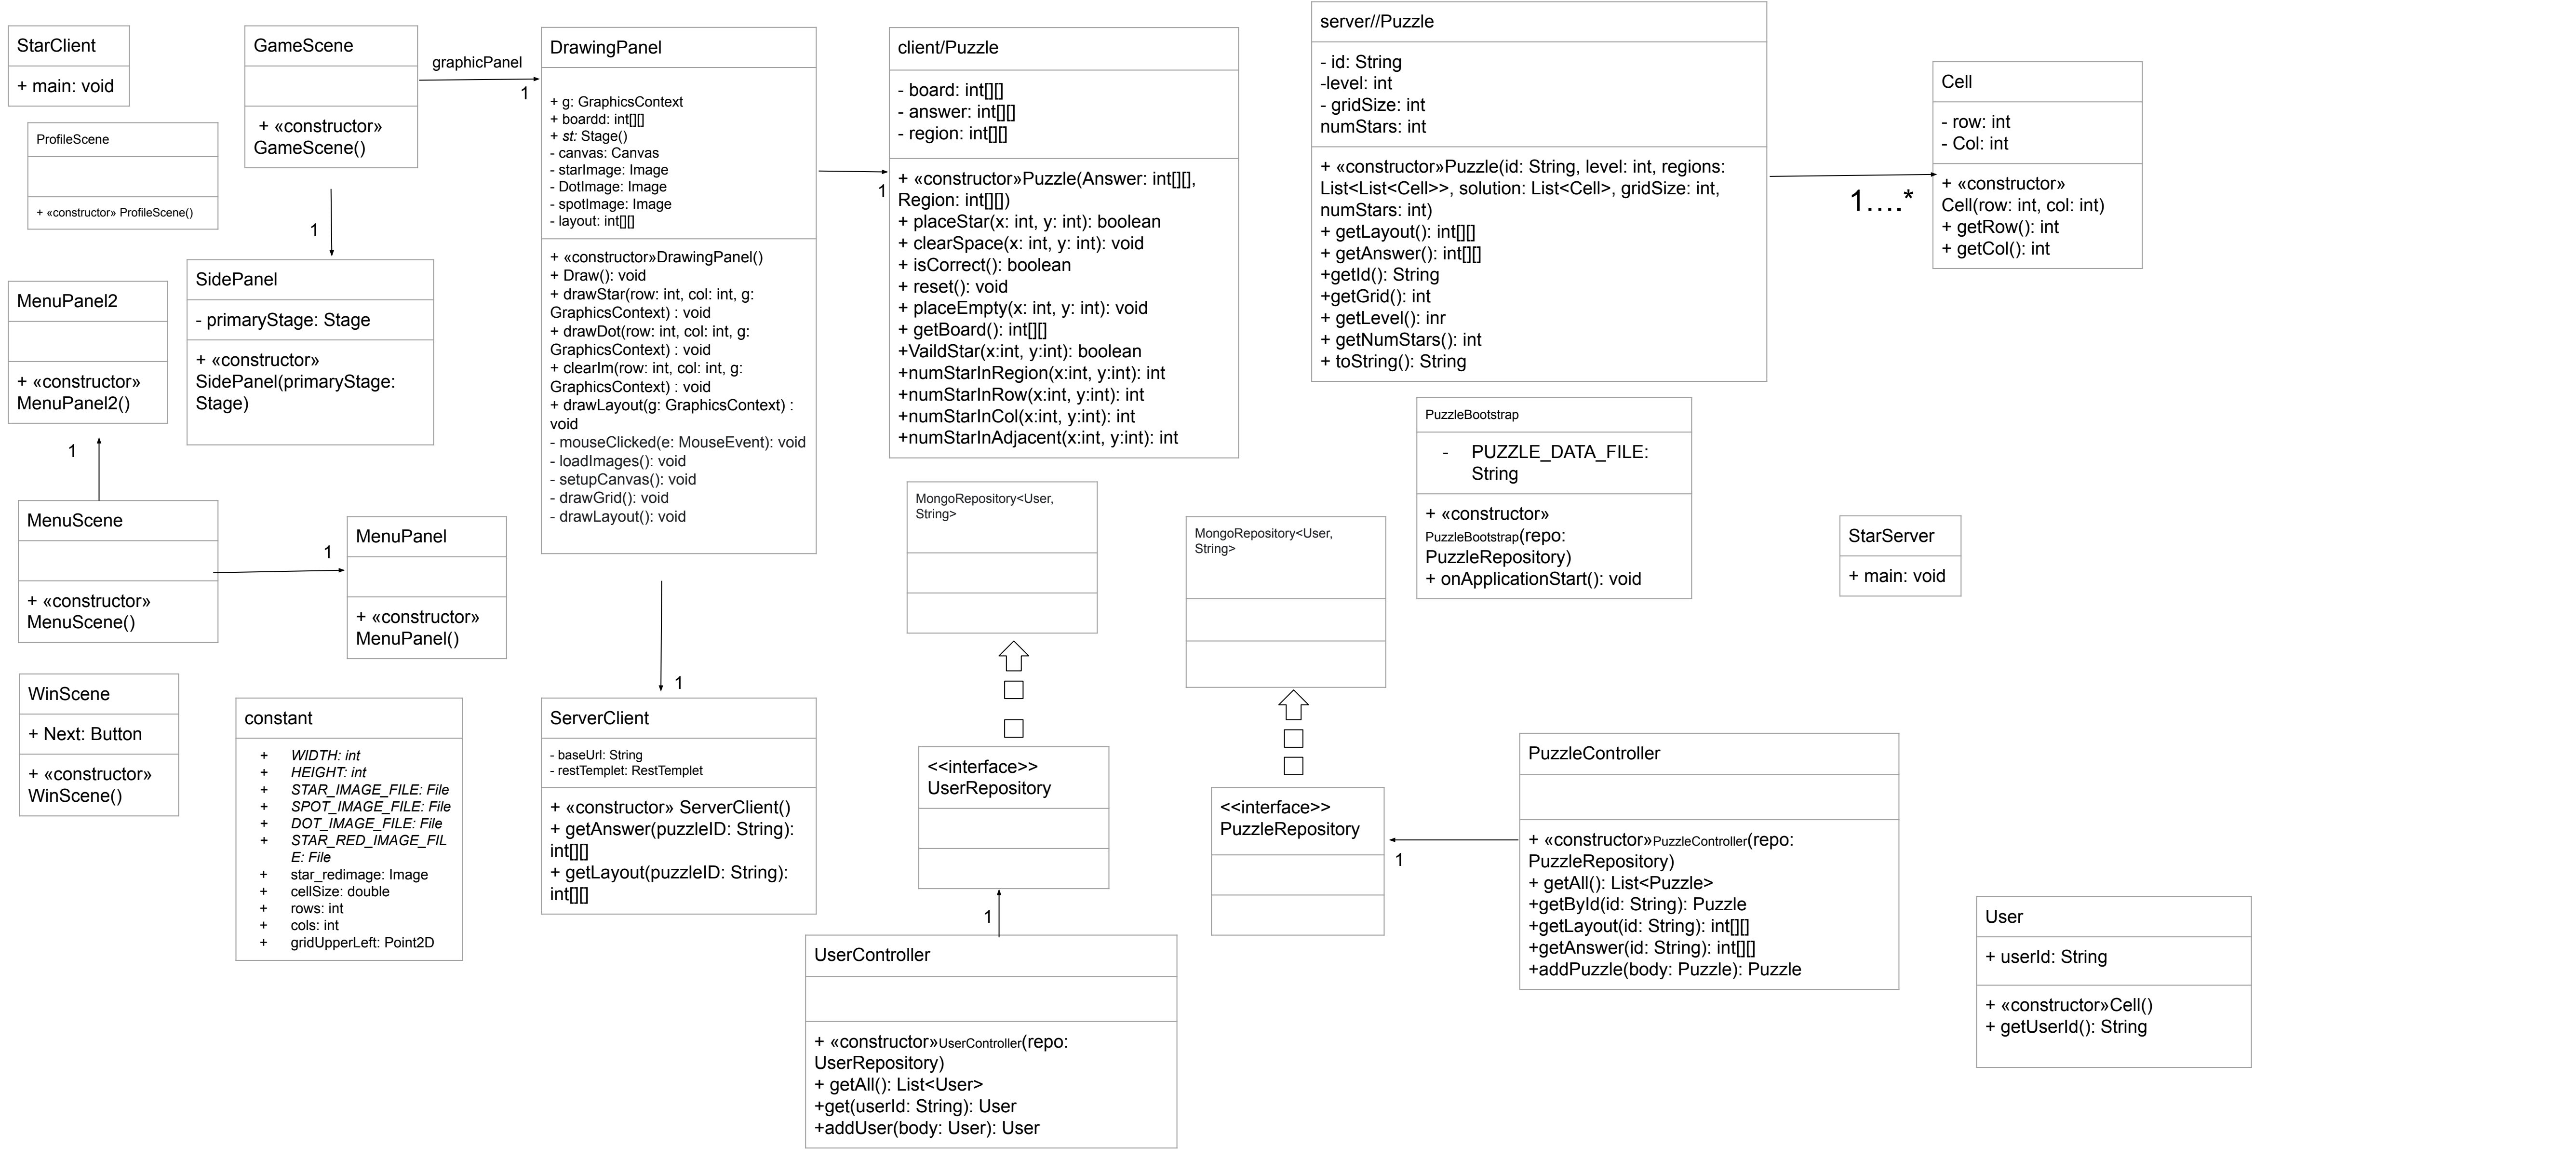 StarClient
+ main: void
ProfileScene
+ «constructor» ProfileScene()
GameScene
+ «constructor»
GameScene()
graphicPanel
1
1
SidePanel
- primaryStage: Stage
+ «constructor»
SidePanel(primaryStage:
Stage)
MenuPanel2
+ «constructor»
MenuPanel2()
1
MenuScene
+ «constructor»
MenuScene()
1
MenuPanel
+ «constructor»
MenuPanel()
WinScene
+ Next: Button
+ «constructor»
WinScene()
constant
+ WIDTH: int
+ HEIGHT: int
+ STAR_IMAGE_FILE: File
+ SPOT_IMAGE_FILE: File
+ DOT_IMAGE_FILE: File
+ STAR_RED_IMAGE_FIL
E: File
+ star_redimage: Image
+ cellSize: double
+ rows: int
+ cols: int
+ gridUpperLeft: Point2D
DrawingPanel
+ g: GraphicsContext
+ boardd: int[][]
+ st: Stage()
- canvas: Canvas
- starImage: Image
- DotImage: Image
- spotImage: Image
- layout: int[][]
+ «constructor»DrawingPanel()
+ Draw(): void
+ drawStar(row: int, col: int, g:
GraphicsContext) : void
+ drawDot(row: int, col: int, g:
GraphicsContext) : void
+ clearIm(row: int, col: int, g:
GraphicsContext) : void
+ drawLayout(g: GraphicsContext) :
void
- mouseClicked(e: MouseEvent): void
- loadImages(): void
- setupCanvas(): void
- drawGrid(): void
- drawLayout(): void
1
1
ServerClient
- baseUrl: String
- restTemplet: RestTemplet
+ «constructor» ServerClient()
+ getAnswer(puzzleID: String):
int[][]
+ getLayout(puzzleID: String):
int[][]
client/Puzzle
- board: int[][]
- answer: int[][]
- region: int[][]
+ «constructor»Puzzle(Answer: int[][],
Region: int[][])
+ placeStar(x: int, y: int): boolean
+ clearSpace(x: int, y: int): void
+ isCorrect(): boolean
+ reset(): void
+ placeEmpty(x: int, y: int): void
+ getBoard(): int[][]
+VaildStar(x:int, y:int): boolean
+numStarInRegion(x:int, y:int): int
+numStarInRow(x:int, y:int): int
+numStarInCol(x:int, y:int): int
+numStarInAdjacent(x:int, y:int): int
server//Puzzle
- id: String
-level: int
- gridSize: int
numStars: int
+ «constructor»Puzzle(id: String, level: int, regions:
List<List<Cell>>, solution: List<Cell>, gridSize: int,
numStars: int)
+ getLayout(): int[][]
+ getAnswer(): int[][]
+getId(): String
+getGrid(): int
+ getLevel(): inr
+ getNumStars(): int
+ toString(): String
1....*
Cell
- row: int
- Col: int
+ «constructor»
Cell(row: int, col: int)
+ getRow(): int
+ getCol(): int
PuzzleBootstrap
- PUZZLE_DATA_FILE:
String
+ «constructor»
PuzzleBootstrap(repo:
PuzzleRepository)
+ onApplicationStart(): void
StarServer
+ main: void
MongoRepository<User,
String>
MongoRepository<User,
String>
<<interface>>
UserRepository
1
UserController
+ «constructor»UserController(repo:
UserRepository)
+ getAll(): List<User>
+get(userId: String): User
+addUser(body: User): User
<<interface>>
PuzzleRepository
1
PuzzleController
+ «constructor»PuzzleController(repo:
PuzzleRepository)
+ getAll(): List<Puzzle>
+getById(id: String): Puzzle
+getLayout(id: String): int[][]
+getAnswer(id: String): int[][]
+addPuzzle(body: Puzzle): Puzzle
User
+ userId: String
+ «constructor»Cell()
+ getUserId(): String